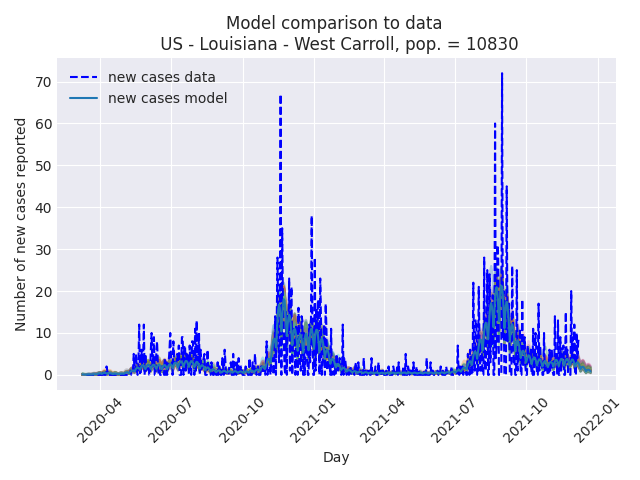 Model comparison to data
US - Louisiana - West Carroll, pop. = 10830
new cases data
new cases model
Number of new cases reported
70
60
50
40
30
20
10
0
2020-04
2020-07
2020-10
2021-01
2021-04
2021-07
2021-10
2022-01
Day